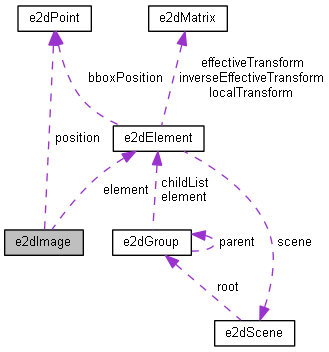 e2dPoint
e2dMatrix
effectiveTransform
inverseEffectiveTransform
localTransform
bboxPosition
e2dElement
position
element
childList
element
e2dImage
e2dGroup
parent
scene
root
e2dScene